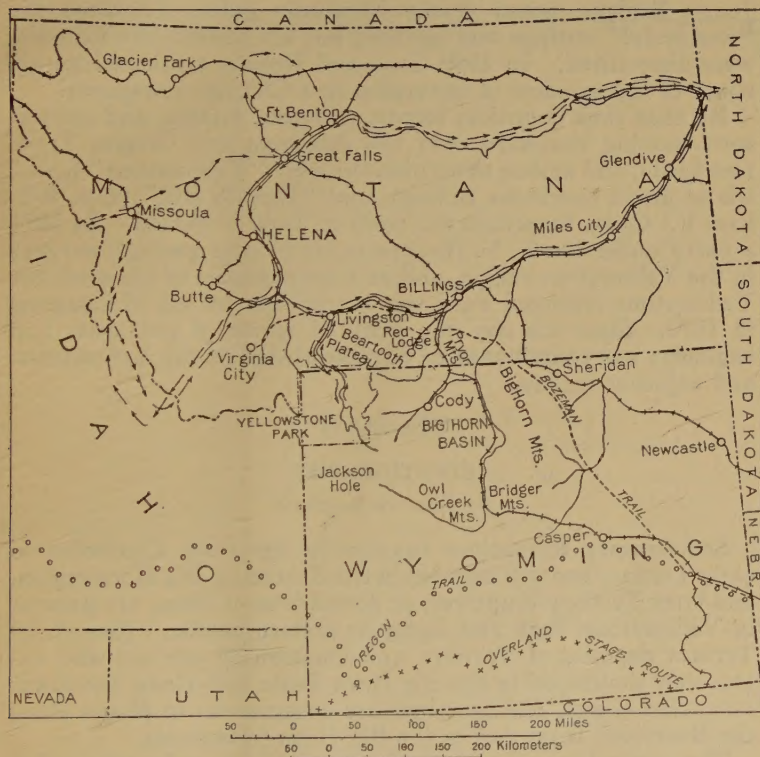 CANADA
Glacier Park
NORTH DAKOTA
Ft. Benton
Great Falls
Glendive
MONTANA
Missoula
Miles City
HELENA
IDAHO
Butte
BILLINGS
Livingston
Red
Lodge
Beartooth
Plateau
Pryor
Mts.
Virginia
City
SOUTH DAKOTA
Sheridan
BOZEMAN
TRAIL
BigHorn Mts.
YELLOWSTONE
PARK
Cody
BIG HORN
BASIN
Newcastle
Jackson
Hole
Owl
Creek
Mts.
Bridger
Mts.
NEBR
Casper
WYOMING
OREGON
TRAIL
OVERLAND
STAGE
ROUTE
NEVADA
UTAH
COLORADO
50 0 50 100 150 200 Miles
50 0 50 100 150 200 Kilometers